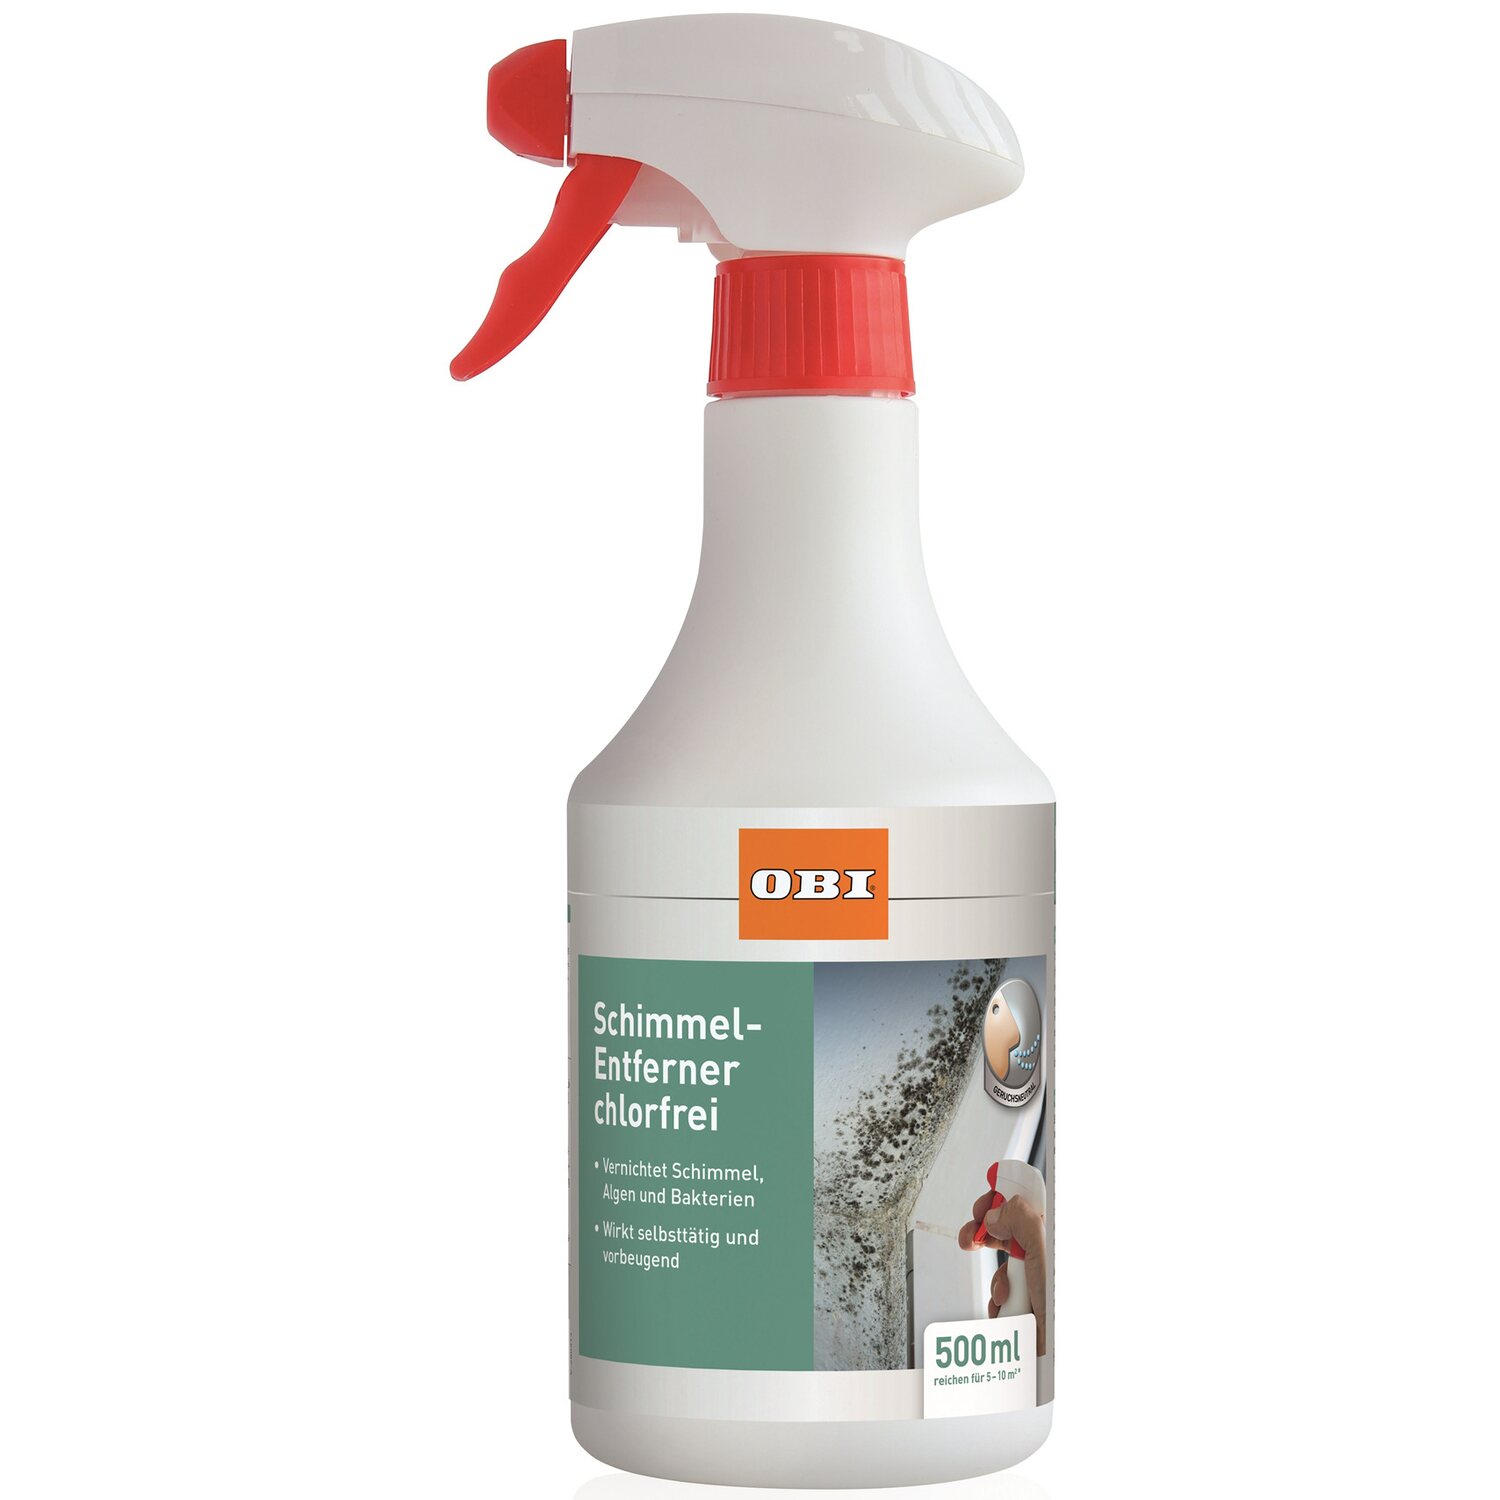 OBI
Schimmel-
Entferner
chlorfrei
• Vernichtet Schimmel,
Algen und Bakterien
• Wirkt selbsttätig und
vorbeugend
GERUCHSNEUTRAL
500 ml
reichen für 5-10 m²*